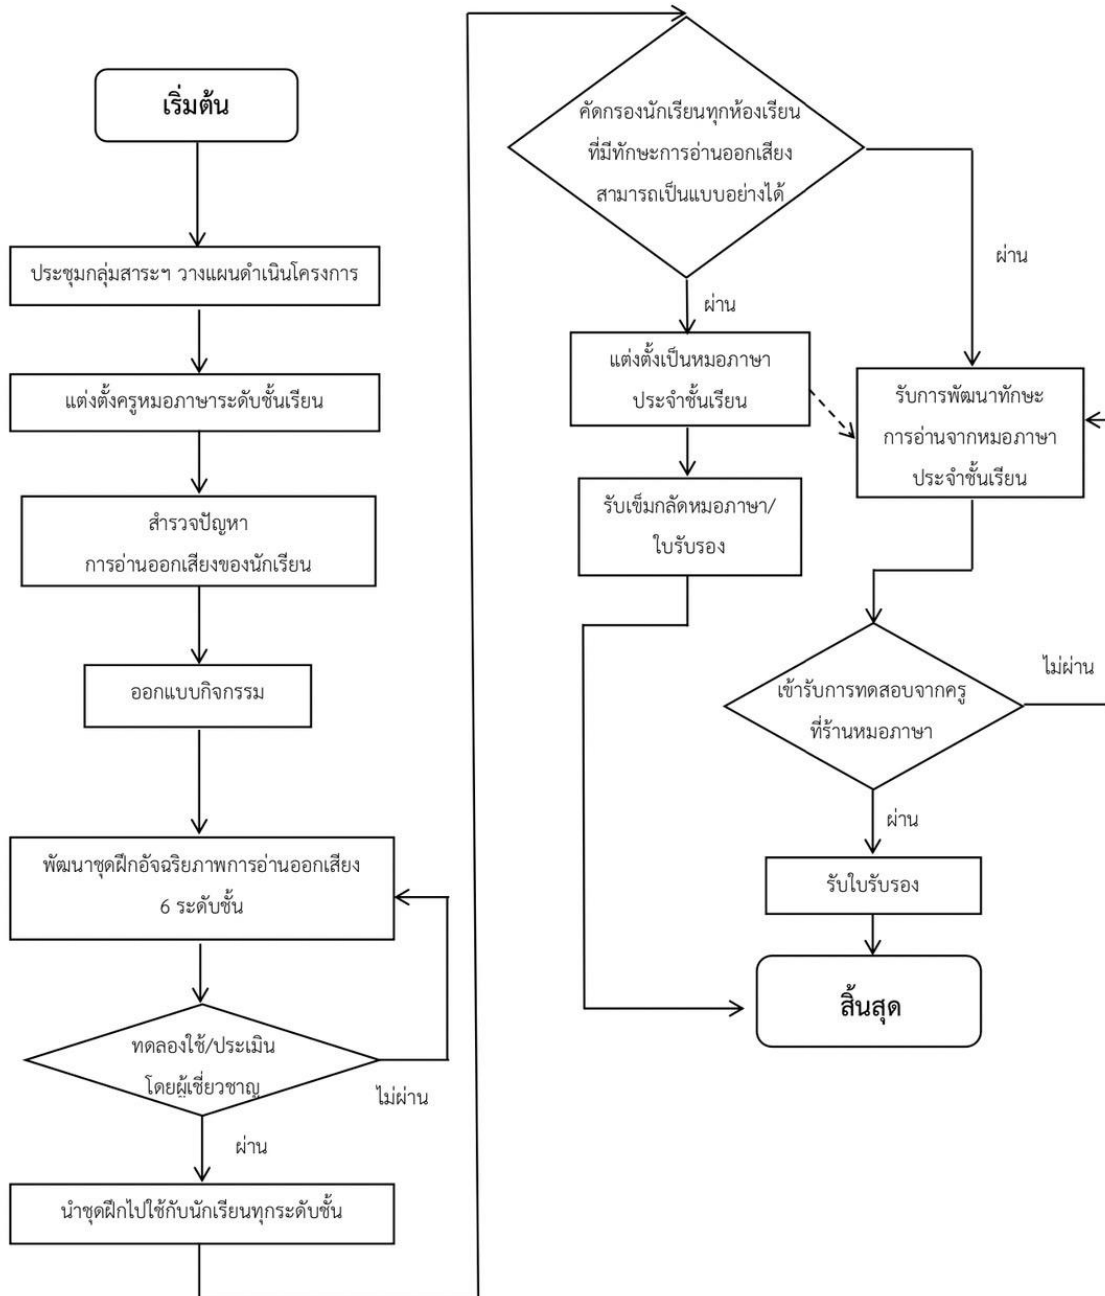 เริ่มต้น
ประชุมกลุ่มสาระฯ วางแผนดำเนินโครงการ
แต่งตั้งครูหมอภาษาระดับชั้นเรียน
สำรวจปัญหา
การอ่านออกเสียงของนักเรียน
ออกแบบกิจกรรม
พัฒนาชุดฝึกอัจฉริยภาพการอ่านออกเสียง
6 ระดับชั้น
ทดลองใช้/ประเมิน
โดยผู้เชี่ยวชาญ
ไม่ผ่าน
ผ่าน
นำชุดฝึกไปใช้กับนักเรียนทุกระดับชั้น
คัดกรองนักเรียนทุกห้องเรียน
ที่มีทักษะการอ่านออกเสียง
สามารถเป็นแบบอย่างได้
ผ่าน
ผ่าน
แต่งตั้งเป็นหมอภาษา
ประจำชั้นเรียน
รับเข็มกลัดหมอภาษา/
ใบรับรอง
รับการพัฒนาทักษะ
การอ่านจากหมอภาษา
ประจำชั้นเรียน
เข้ารับการทดสอบจากครู
ที่ร้านหมอภาษา
ไม่ผ่าน
ผ่าน
รับใบรับรอง
สิ้นสุด